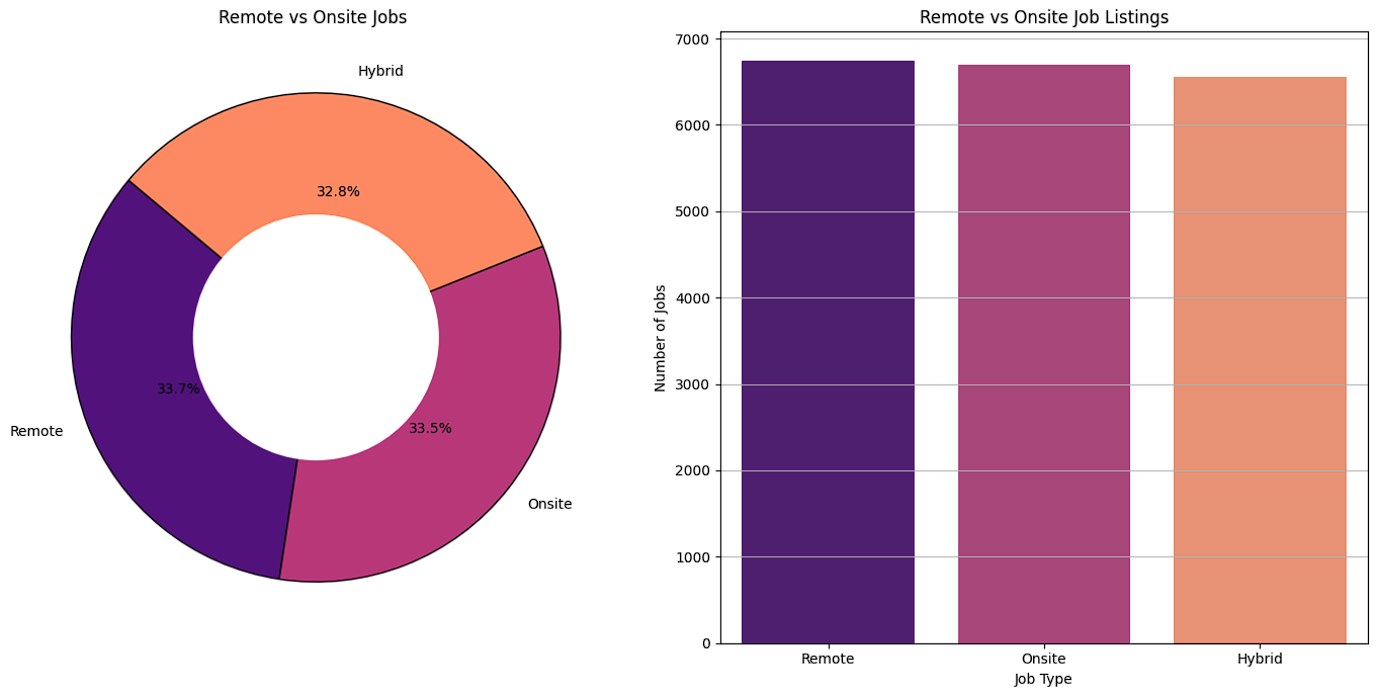 Remote vs Onsite Jobs
Hybrid
32.8%
33.7%
Remote
33.5%
Onsite
Remote vs Onsite Job Listings
7000
6000
5000
4000
3000
2000
1000
0
Number of Jobs
Remote Onsite Hybrid
Job Type